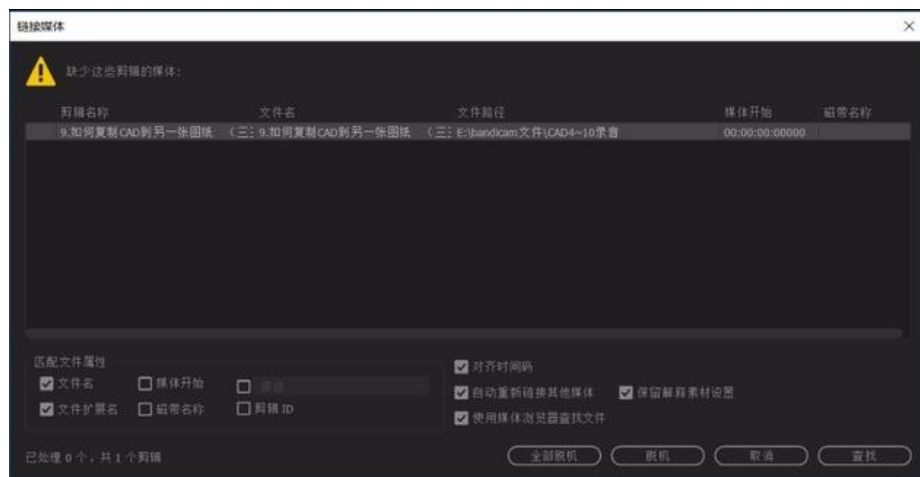 链接媒体
缺少这些剪辑的媒体：
剪辑名称 文件名 文件路径 媒体开始 磁带名称
9.如何复制CAD到另一张图纸 （三 9.如何复制CAD到另一张图纸 （三 E:\bandicam文件\CAD4~10录音 00:00:00:00000
匹配文件属性
文件名 媒体开始
文件扩展名 磁带名称 剪辑 ID
对齐时间码
自动重新链接其他媒体 保留解释素材设置
使用媒体浏览器查找文件
已处理 0 个，共 1 个剪辑
全部脱机 脱机 取消 查找